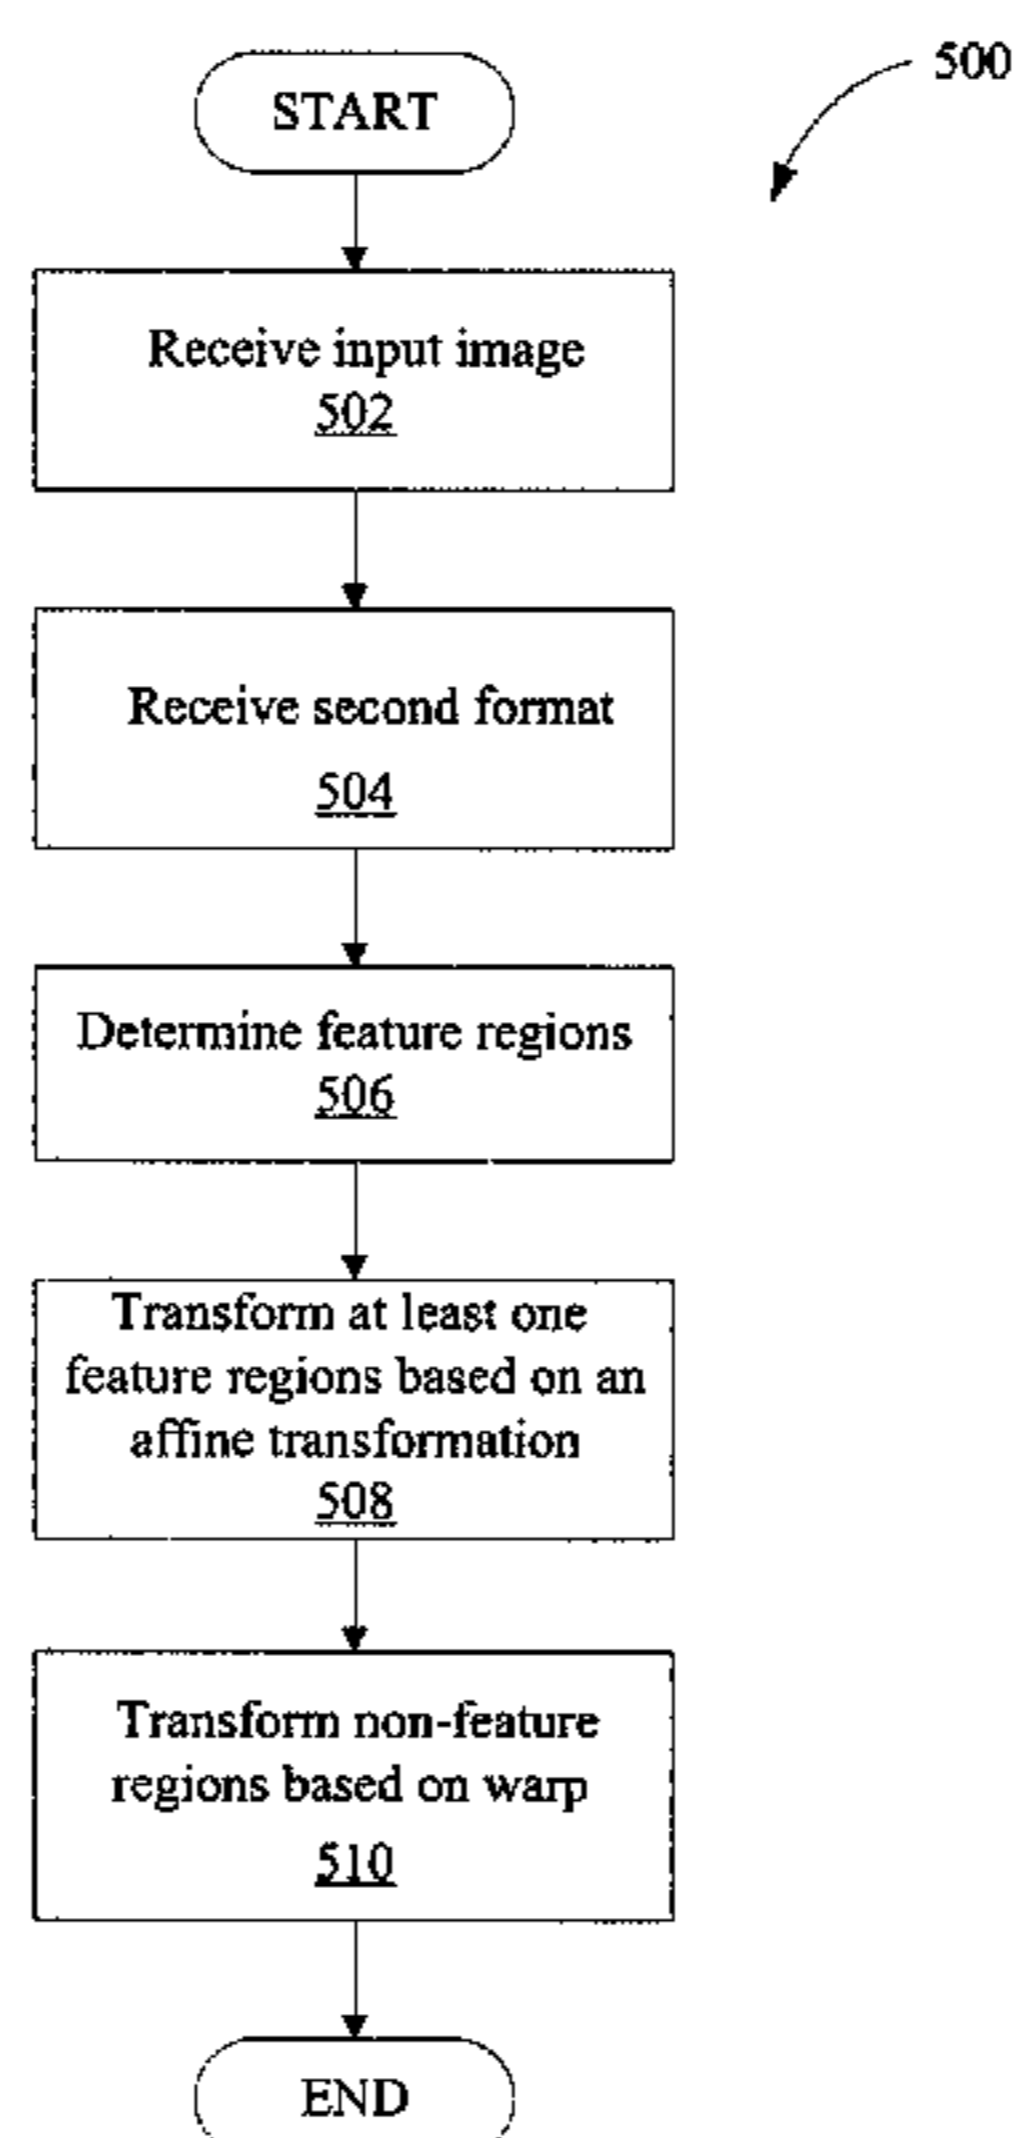 500
START
Receive input image
502
Receive second format
504
Determine feature regions
506
Transform at least one
feature regions based on an
affine transformation
508
Transform non-feature
regions based on warp
510
END